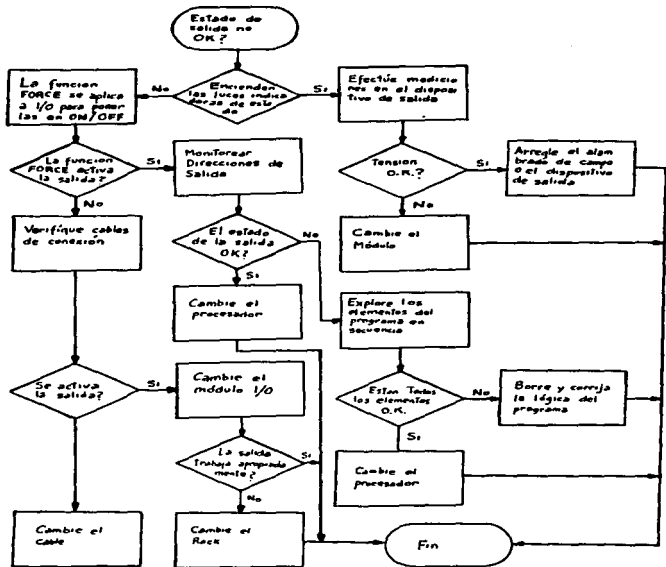 Estado de
salida no
OK?
Encienden
las luces indica
doras de esta
do
No
Si
La funcion
FORCE se aplica
a I/O para poner
las en ON/OFF
Efectúe medicio
nes en el disposi
tivo de salida
La funcion
FORCE activa
la salida?
Si
No
Monitorear
Direcciones de
Salida
Tension
O.K.?
Si
No
Arregle el alam
brado de campo
O el dispositivo
de salida
Verifíque cables
de conexión
El estado
de la salida
OK?
No
Si
Cambie el
Módulo
Cambie el
procesador
Explore los
elementos del
programa en
secuencia
Se activa
la salida?
Si
Cambie el
módulo I/O
Estan Todos
los elementos
O.K.
No
Si
Borre y corrija
la lógica del
programa
La salida
Trabaja apropiada
mente?
Si
No
Cambie el
procesador
Cambie el
Cable
Cambie el
Rack
Fin